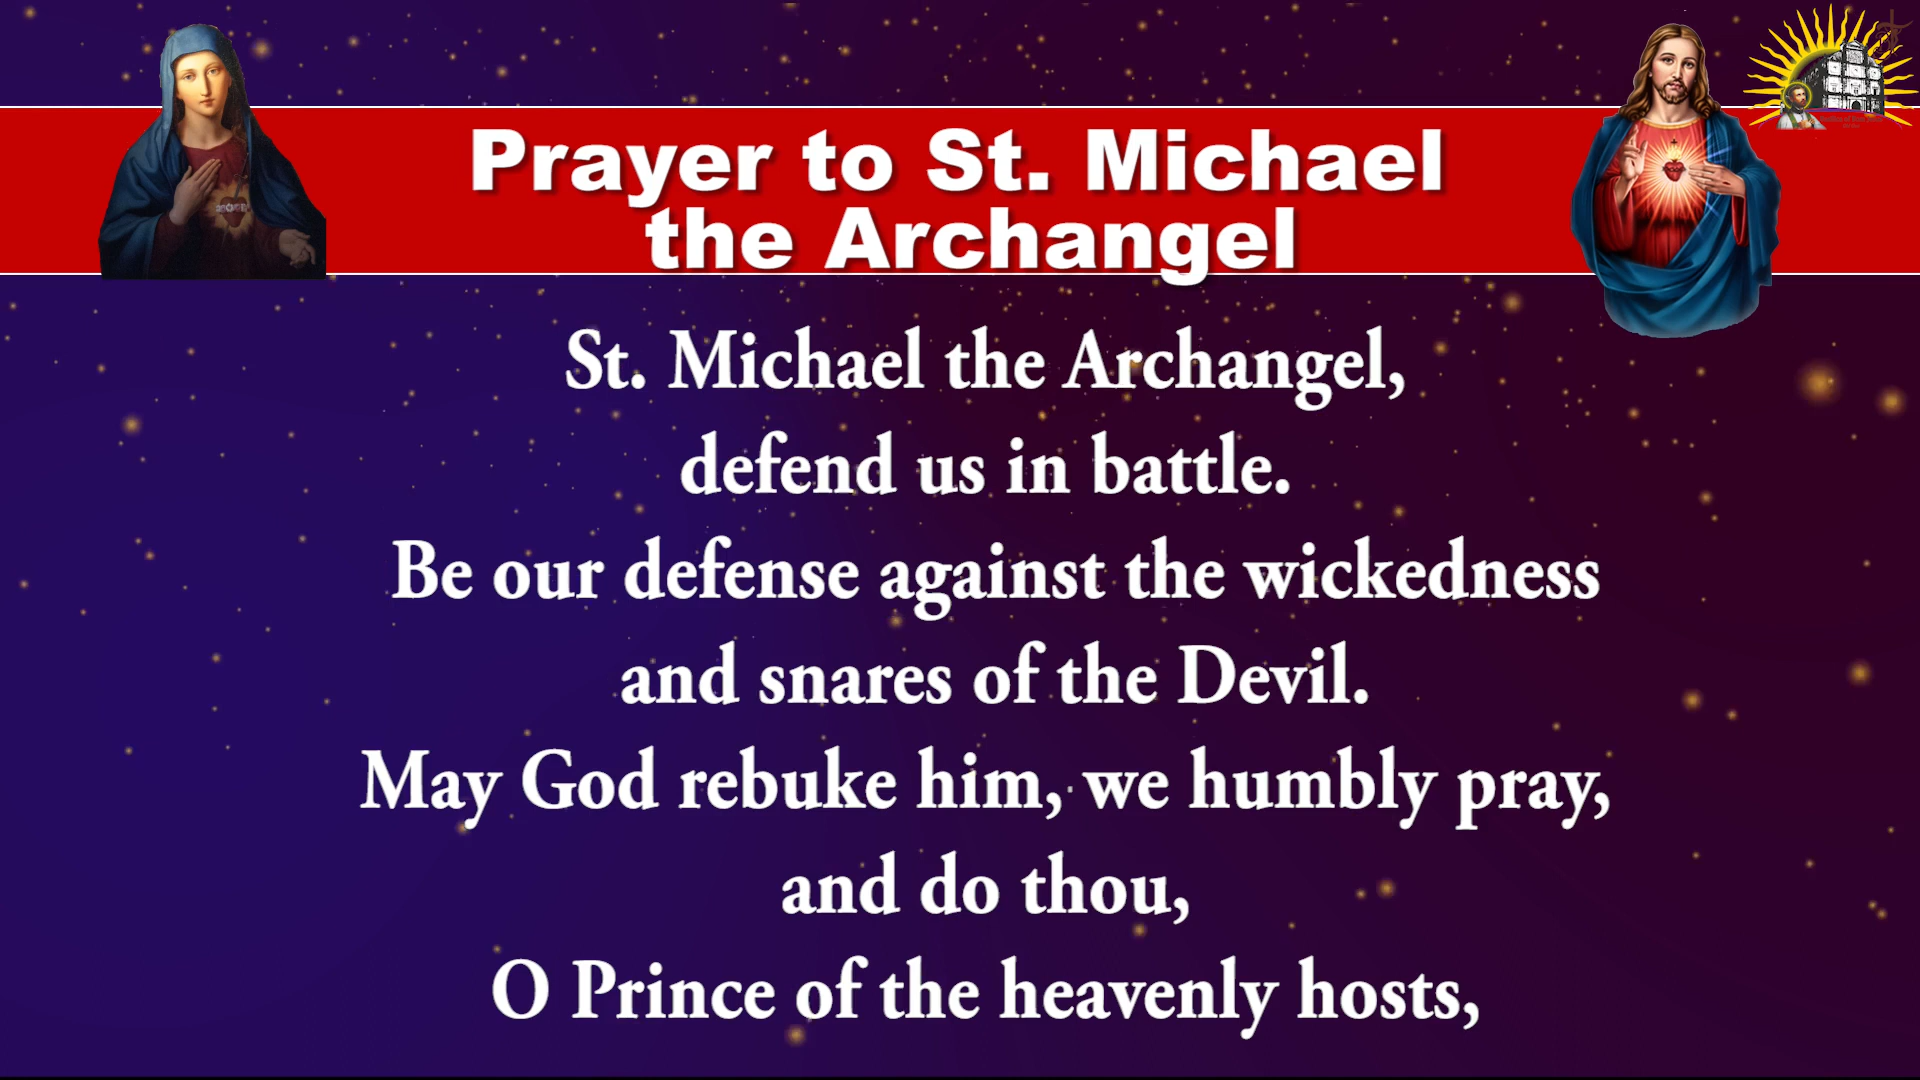 Prayer to St. Michael
the Archangel
St. Michael the Archangel,
defend us in battle.
Be our defense against the wickedness
and snares of the Devil.
May God rebuke him, we humbly pray,
and do thou,
O Prince of the heavenly hosts,